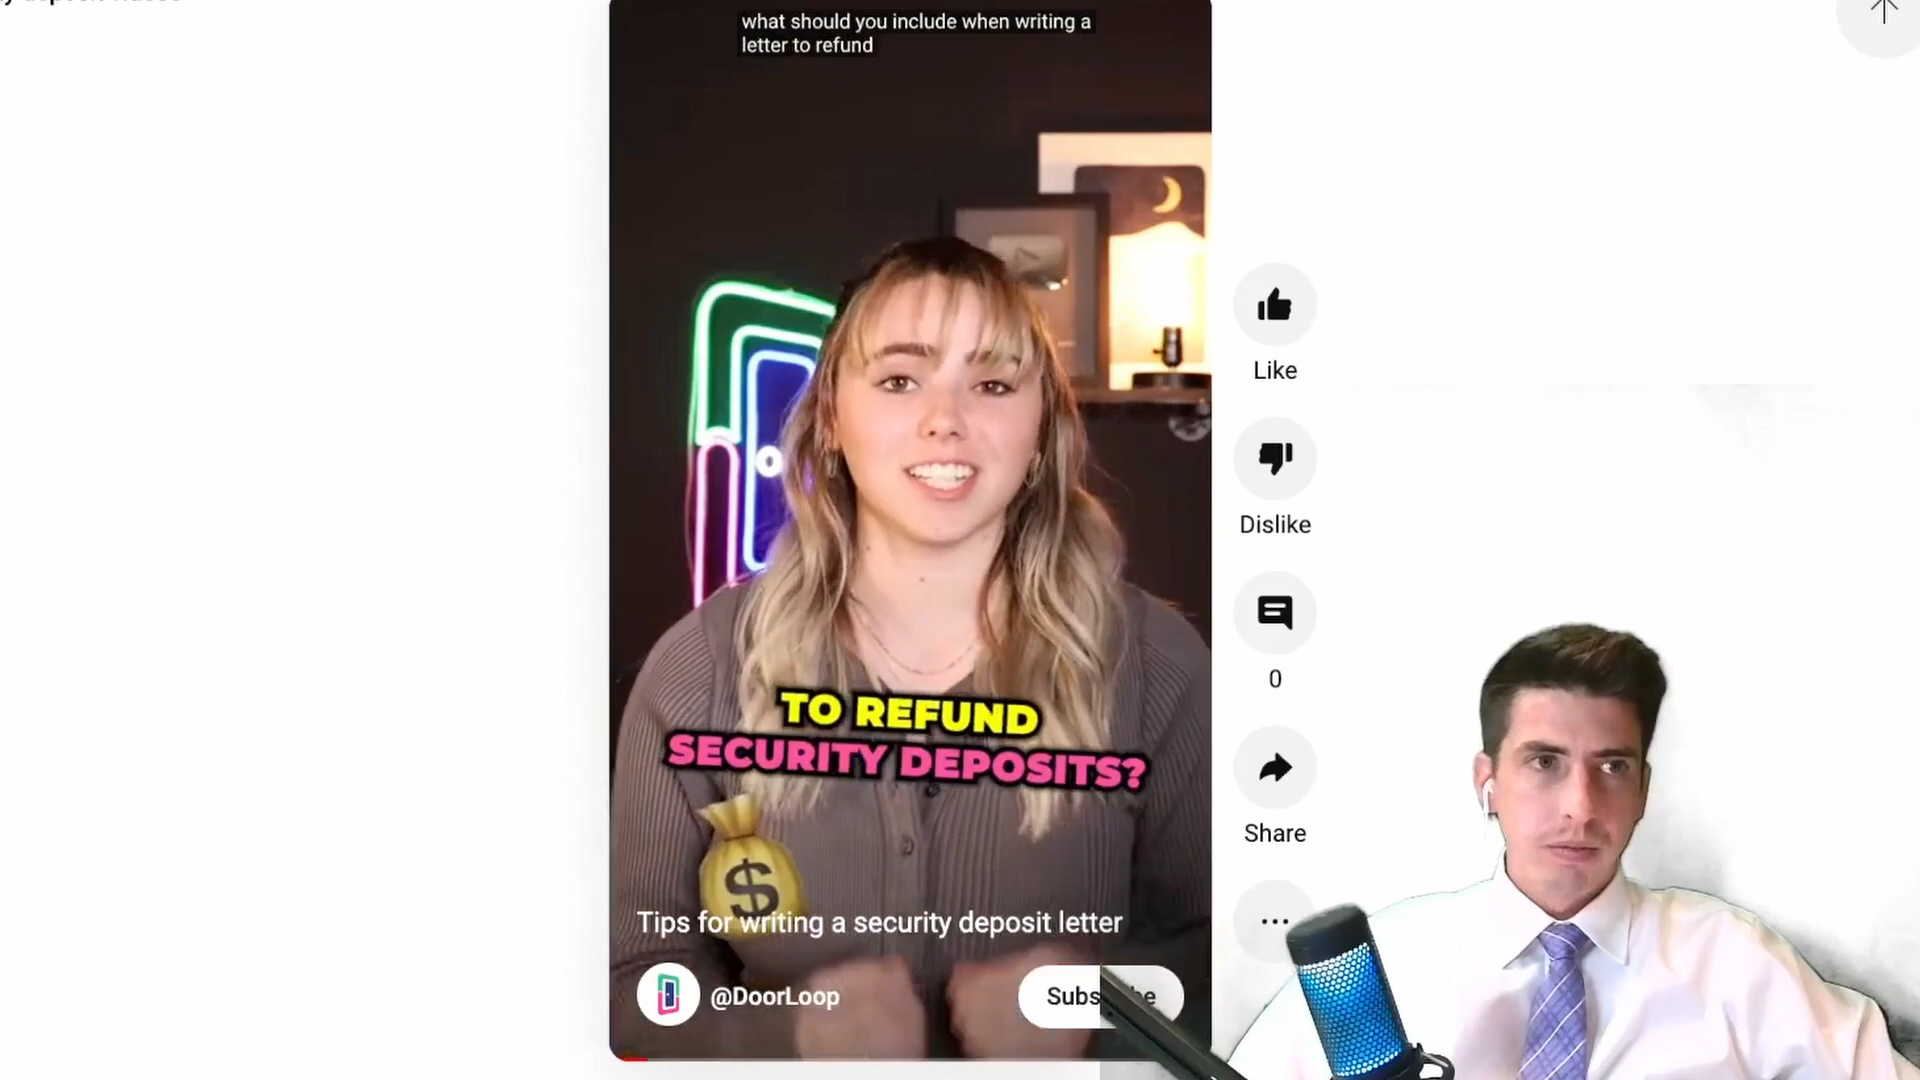 what should you include when writing a
letter to refund
Like
Dislike
0
TO REFUND
SECURITY DEPOSITS?
$
Share
Tips for writing a security deposit letter
@DoorLoop